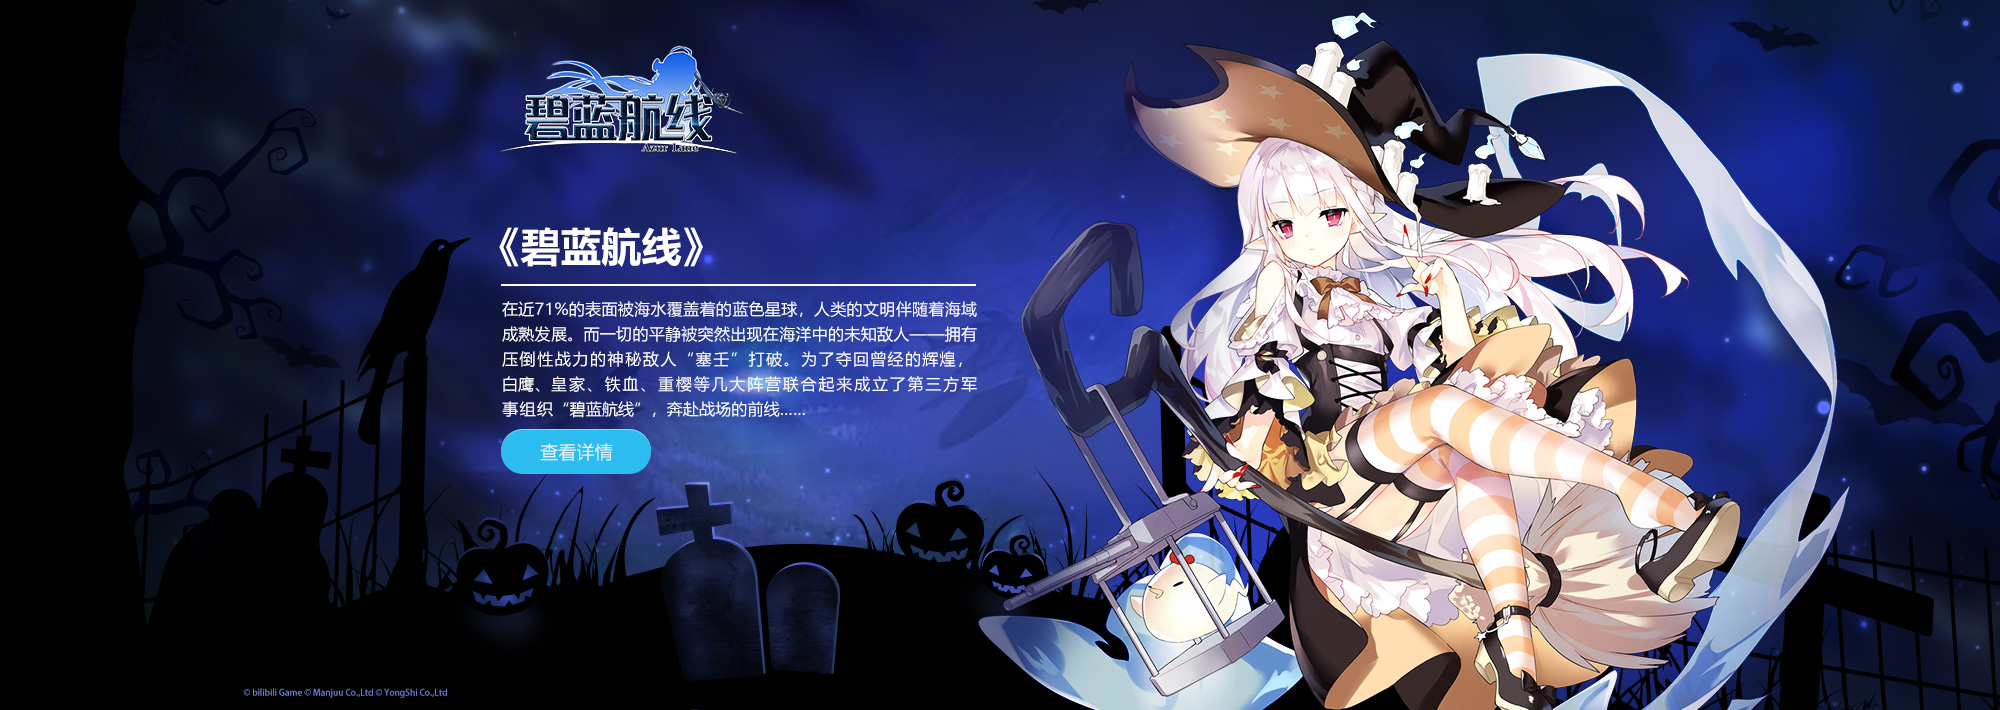 碧蓝航线
Azur Lane
《碧蓝航线》
在近71%的表面被海水覆盖着的蓝色星球，人类的文明伴随着海域
成熟发展。而一切的平静被突然出现在海洋中的未知敌人——拥有
压倒性战力的神秘敌人“塞壬”打破。为了夺回曾经的辉煌，
白鹰、皇家、铁血、重樱等几大阵营联合起来成立了第三方军
事组织“碧蓝航线”，奔赴战场的前线......
查看详情
© bilibili Game © Manjuu Co.,Ltd © YongShi Co.,Ltd